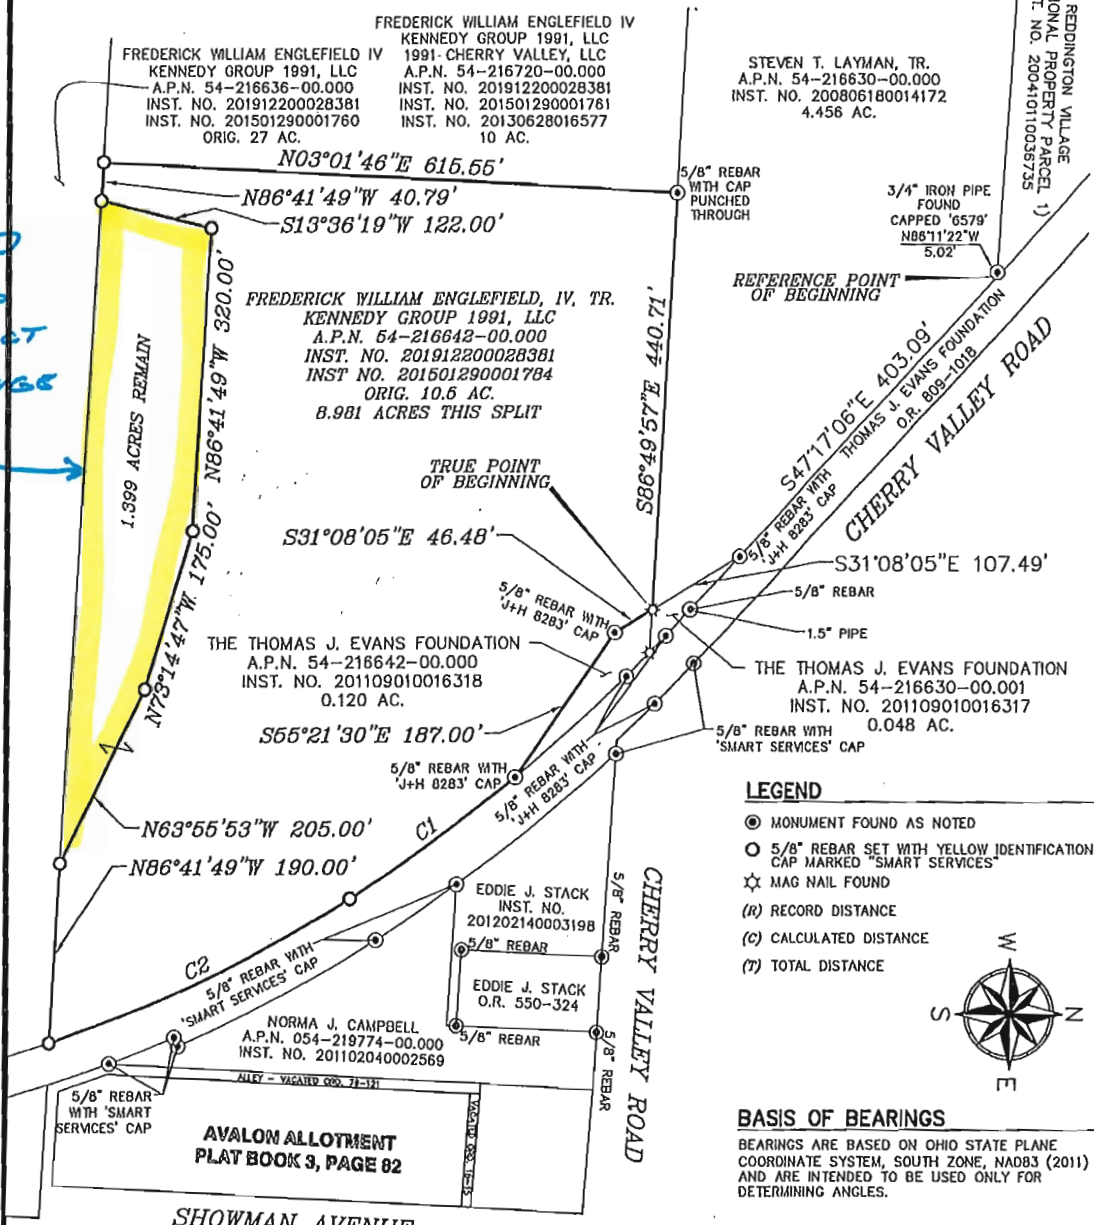 FREDERICK WILLIAM ENGLEFIELD IV
KENNEDY GROUP 1991, LLC
A.P.N. 54-216636-00.000
INST. NO. 201912200028381
INST. NO. 201501290001760
ORIG. 27 AC.
FREDERICK WILLIAM ENGLEFIELD IV
KENNEDY GROUP 1991, LLC
1991-CHERRY VALLEY, LLC
A.P.N. 54-216720-00.000
INST. NO. 201912200028381
INST. NO. 201501290001761
INST. NO. 20130628016577
10 AC.
STEVEN T. LAYMAN, TR.
A.P.N. 54-216630-00.000
INST. NO. 200806180014172
4.456 AC.
REDDINGTON VILLAGE
IONAL PROPERTY PARCEL 1)
T. NO. 200410110036735
N03°01'46"E 615.55'
N86°41'49"W 40.79'
S13°36'19"W 122.00'
5/8" REBAR
WITH CAP
PUNCHED
THROUGH
3/4" IRON PIPE
FOUND
CAPPED '6579'
N86°11'22"W
5.02'
REFERENCE POINT
OF BEGINNING
FREDERICK WILLIAM ENGLEFIELD, IV, TR.
KENNEDY GROUP 1991, LLC
A.P.N. 54-216642-00.000
INST. NO. 201912200028381
INST NO. 201501290001784
ORIG. 10.5 AC.
8.981 ACRES THIS SPLIT
1.399 ACRES REMAIN
N86°41'49"W 320.00'
S86°49'57"E 440.71'
S47°17'06"E 403.09'
THOMAS J. EVANS FOUNDATION
O.R. 809-1018
CHERRY VALLEY ROAD
TRUE POINT
OF BEGINNING
S31°08'05"E 46.48'
5/8" REBAR WITH
'J+H 8283' CAP
S31°08'05"E 107.49'
5/8" REBAR
1.5" PIPE
5/8" REBAR WITH
'J+H 8283' CAP
N73°14'47"W 175.00'
THE THOMAS J. EVANS FOUNDATION
A.P.N. 54-216642-00.000
INST. NO. 201109010016318
0.120 AC.
THE THOMAS J. EVANS FOUNDATION
A.P.N. 54-216630-00.001
INST. NO. 201109010016317
0.048 AC.
S55°21'30"E 187.00'
5/8" REBAR WITH
'SMART SERVICES' CAP
5/8" REBAR WITH
'J+H 8283' CAP
5/8" REBAR WITH
'J+H 8283' CAP
N63°55'53"W 205.00'
C1
N86°41'49"W 190.00'
C2
5/8" REBAR WITH
'SMART SERVICES' CAP
EDDIE J. STACK
INST. NO.
201202140003198
5/8" REBAR
5/8" REBAR
EDDIE J. STACK
O.R. 550-324
5/8" REBAR
5/8" REBAR
CHERRY VALLEY ROAD
NORMA J. CAMPBELL
A.P.N. 054-219774-00.000
INST. NO. 201102040002569
ALLEY - VACATED ORD. 78-121
5/8" REBAR
WITH 'SMART
SERVICES' CAP
AVALON ALLOTMENT
PLAT BOOK 3, PAGE 82
SHOWMAN AVENUE
LEGEND
MONUMENT FOUND AS NOTED
5/8" REBAR SET WITH YELLOW IDENTIFICATION
CAP MARKED "SMART SERVICES"
MAG NAIL FOUND
(R) RECORD DISTANCE
(C) CALCULATED DISTANCE
(T) TOTAL DISTANCE
W
S N
E
BASIS OF BEARINGS
BEARINGS ARE BASED ON OHIO STATE PLANE
COORDINATE SYSTEM, SOUTH ZONE, NAD83 (2011)
AND ARE INTENDED TO BE USED ONLY FOR
DETERMINING ANGLES.